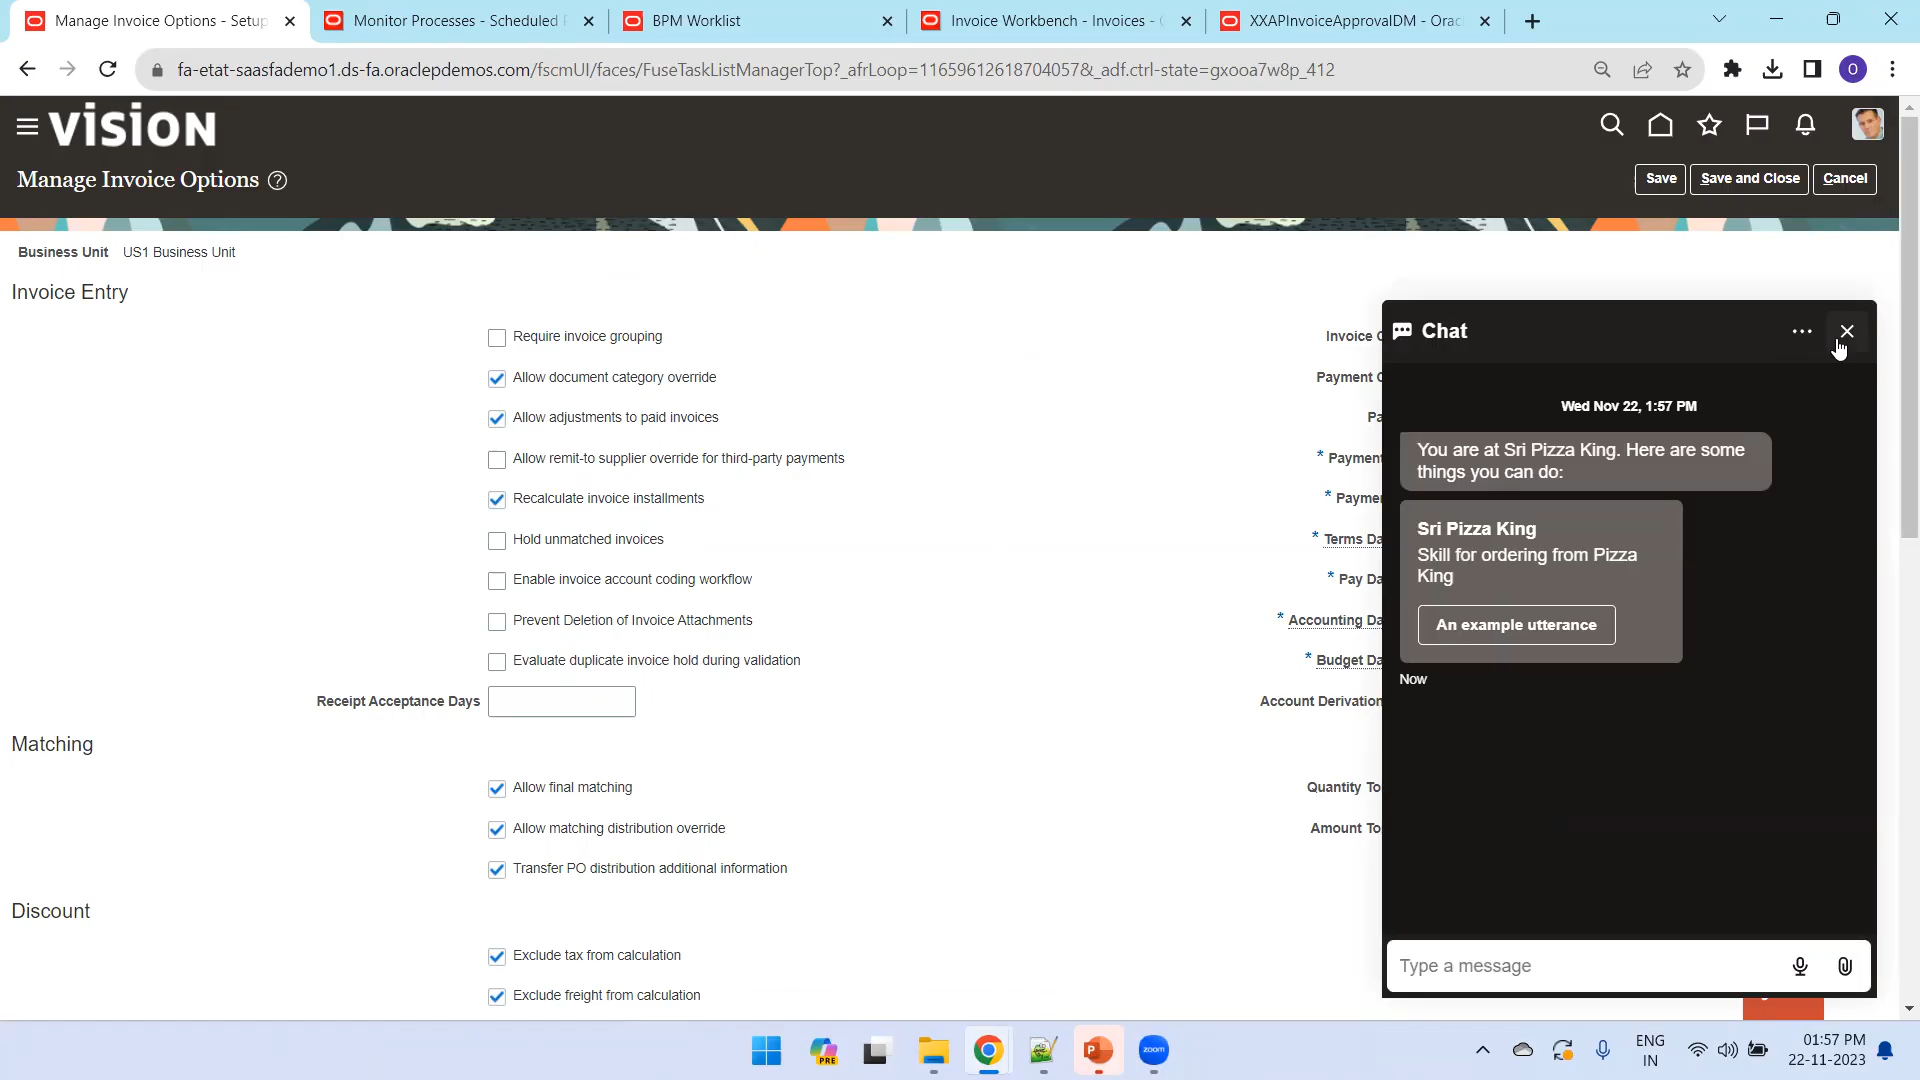 Manage Invoice Options - Setup
Monitor Processes - Scheduled
BPM Worklist
Invoice Workbench - Invoices -
XXAPInvoiceApprovalDM - Orac
fa-etat-saasfademo1.ds-fa.oraclepdemos.com/fscmUI/faces/FuseTaskListManagerTop?_afrLoop=11659612618704057&_adf.ctrl-state=gxooa7w8p_412
O
VISION
Manage Invoice Options
Save
Save and Close
Cancel
Business Unit US1 Business Unit
Invoice Entry
Require invoice grouping
Allow document category override
Allow adjustments to paid invoices
Allow remit-to supplier override for third-party payments
Recalculate invoice installments
Hold unmatched invoices
Enable invoice account coding workflow
Prevent Deletion of Invoice Attachments
Evaluate duplicate invoice hold during validation
Receipt Acceptance Days
Invoice C
Payment C
Pa
* Payment
* Payme
* Terms Da
* Pay Da
* Accounting Da
* Budget Da
Account Derivation
Matching
Allow final matching
Allow matching distribution override
Transfer PO distribution additional information
Quantity To
Amount To
Discount
Exclude tax from calculation
Exclude freight from calculation
Chat
Wed Nov 22, 1:57 PM
You are at Sri Pizza King. Here are some
things you can do:
Sri Pizza King
Skill for ordering from Pizza
King
An example utterance
Now
Type a message
PRE
P
zoom
ENG
IN
01:57 PM
22-11-2023